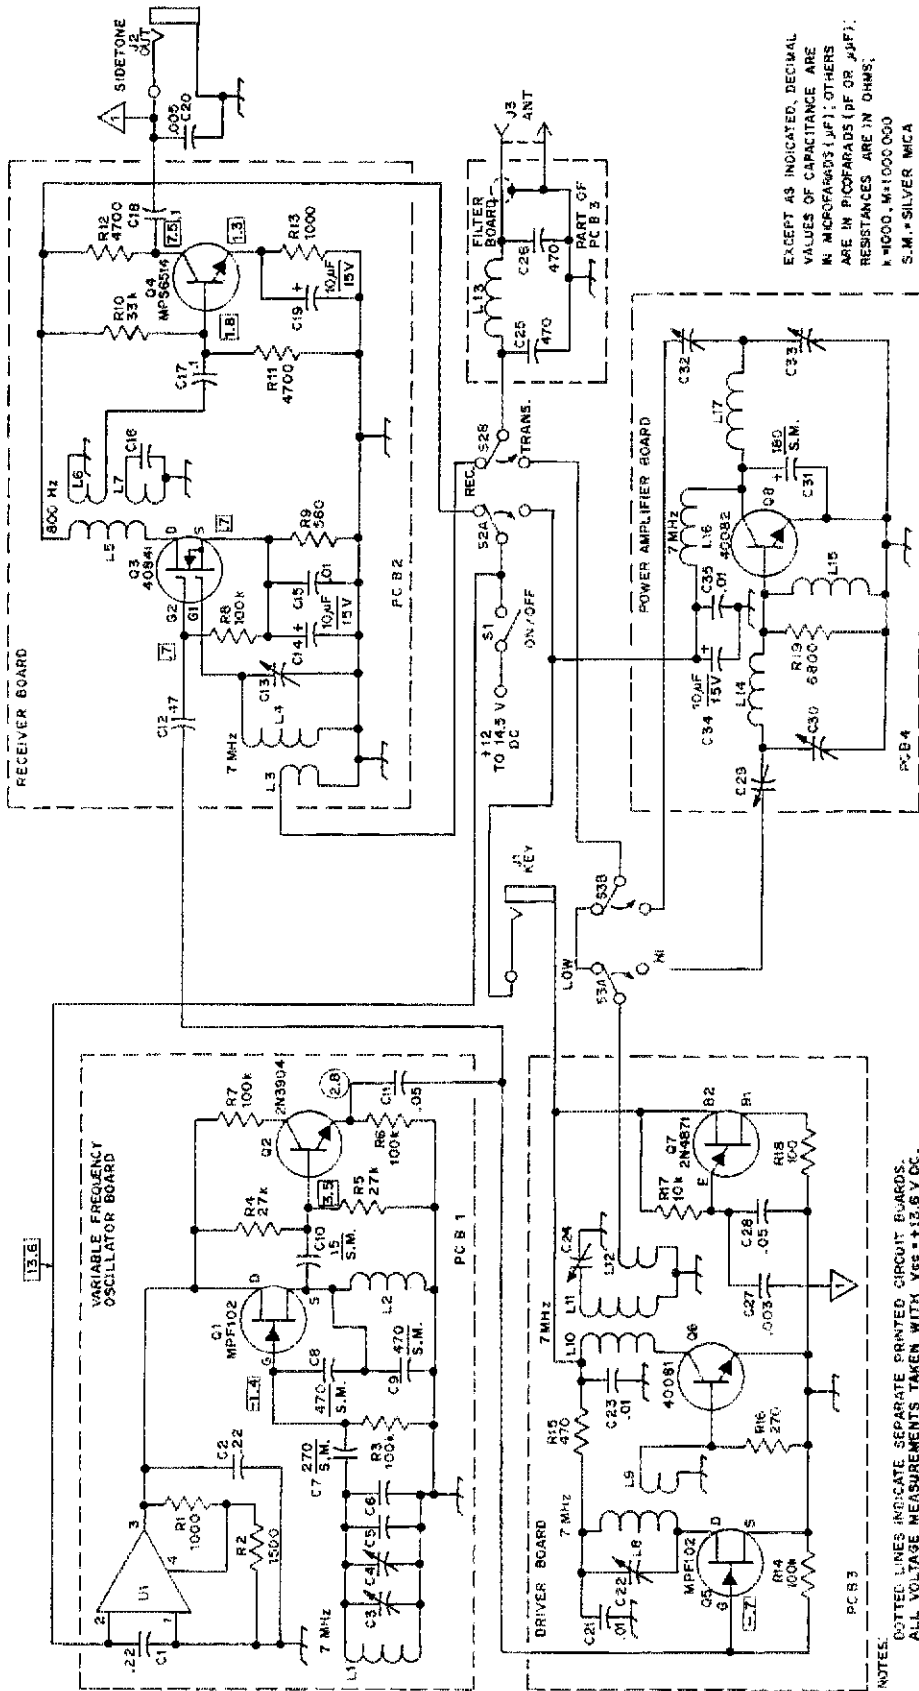 13.6
VARIABLE FREQUENCY
OSCILLATOR BOARD
PCB 1
2
3
4
1
U1
.22
C1
R1
1000
R2
1500
C2
.22
7 MHz
L1
C3
C4
C5
C6
C7
270
S.M.
R3
100k
-1.4
G
Q1
MPF102
D
S
C8
470
S.M.
C9
470
S.M.
L2
C10
15
S.M.
R4
27k
R5
27k
3.5
Q2
2N3904
R7
100k
R6
100k
2.8
C11
.05
RECEIVER BOARD
PCB2
C12 .47
.7
G2
G1
Q3
40841
D
S
.7
R8
100k
7 MHz
L3
L4
C13
C14
10µF
15V
C15
.01
R9
560
L5
800 Hz
L6
L7
C16
C17
.1
R10
33k
R11
4700
1.8
Q4
MPS6514
R12
4700
7.5
1.3
C18
.1
C19
10µF
15V
R13
1000
1
SIDETONE
J2
OUT
.005
C20
FILTER
BOARD
L13
C25
470
C26
470
PART OF
PCB 3
J3
ANT
REC.
S2B
TRANS.
S2A
S1
ON/OFF
+12
TO 14.5 V
DC
J1
KEY
LOW
S3A
HI
S3B
DRIVER BOARD
PCB3
C21
.01
C22
7 MHz
L8
Q5
MPF102
G
D
S
-.7
R14
100k
R15
470
C23
.01
L9
R16
270
Q6
40081
7 MHz
L10
L11
C24
L12
R17
10k
Q7
2N4871
E
B2
B1
C27
.003
C28
.05
R18
100
1
POWER AMPLIFIER BOARD
PCB4
C29
C30
L14
C34
10µF
15V
C35
.01
R19
6800
L15
7 MHz
L16
Q8
40082
180
S.M.
C31
L17
C32
C33
EXCEPT AS INDICATED, DECIMAL
VALUES OF CAPACITANCE ARE
IN MICROFARADS (µF); OTHERS
ARE IN PICOFARADS (pF OR µµF);
RESISTANCES ARE IN OHMS;
k=1000, M=1000 000
S.M.=SILVER MICA
NOTES:
DOTTED LINES INDICATE SEPARATE PRINTED CIRCUIT BOARDS.
ALL VOLTAGE MEASUREMENTS TAKEN WITH Vcc = +13.6 V DC.